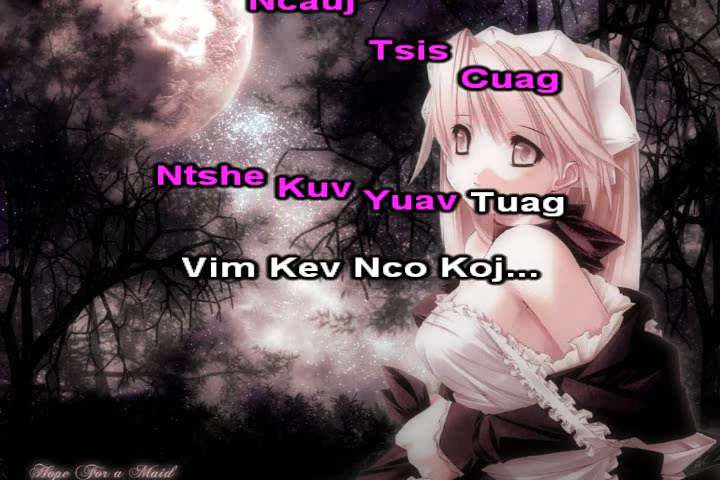 Ncauj
Tsis
Cuag
Ntshe Kuv Yuav Tuag
Vim Kev Nco Koj...
Hope For a Maid